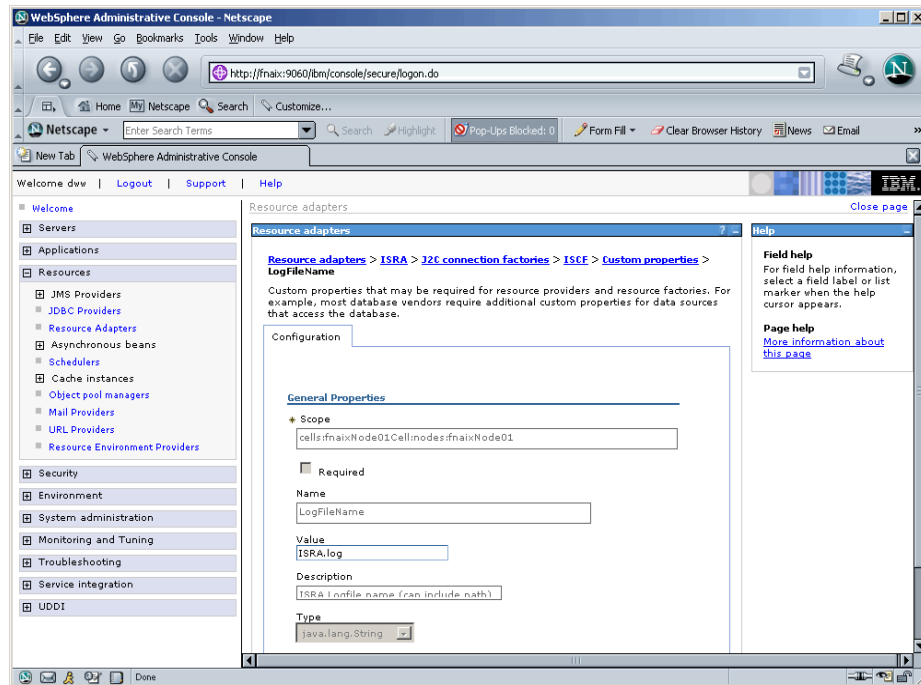 WebSphere Administrative Console - Netscape
File Edit View Go Bookmarks Tools Window Help
http://fnaix:9060/ibm/console/secure/logon.do
Home My Netscape Search Customize...
Netscape Enter Search Terms Search Highlight Pop-Ups Blocked: 0 Form Fill Clear Browser History News Email »
New Tab WebSphere Administrative Console
Welcome dww | Logout | Support | Help
IBM.
Welcome
Servers
Applications
Resources
JMS Providers
JDBC Providers
Resource Adapters
Asynchronous beans
Schedulers
Cache instances
Object pool managers
Mail Providers
URL Providers
Resource Environment Providers
Security
Environment
System administration
Monitoring and Tuning
Troubleshooting
Service integration
UDDI
Resource adapters Close page
Resource adapters ? _
Resource adapters > ISRA > J2C connection factories > ISCF > Custom properties >
LogFileName
Custom properties that may be required for resource providers and resource factories. For
example, most database vendors require additional custom properties for data sources
that access the database.
Configuration
General Properties
Scope
cells:fnaixNode01Cell:nodes:fnaixNode01
Required
Name
LogFileName
Value
ISRA.log
Description
ISRA Logfile name (can include path)
Type
java.lang.String
Help
Field help
For field help information,
select a field label or list
marker when the help
cursor appears.
Page help
More information about
this page
Done